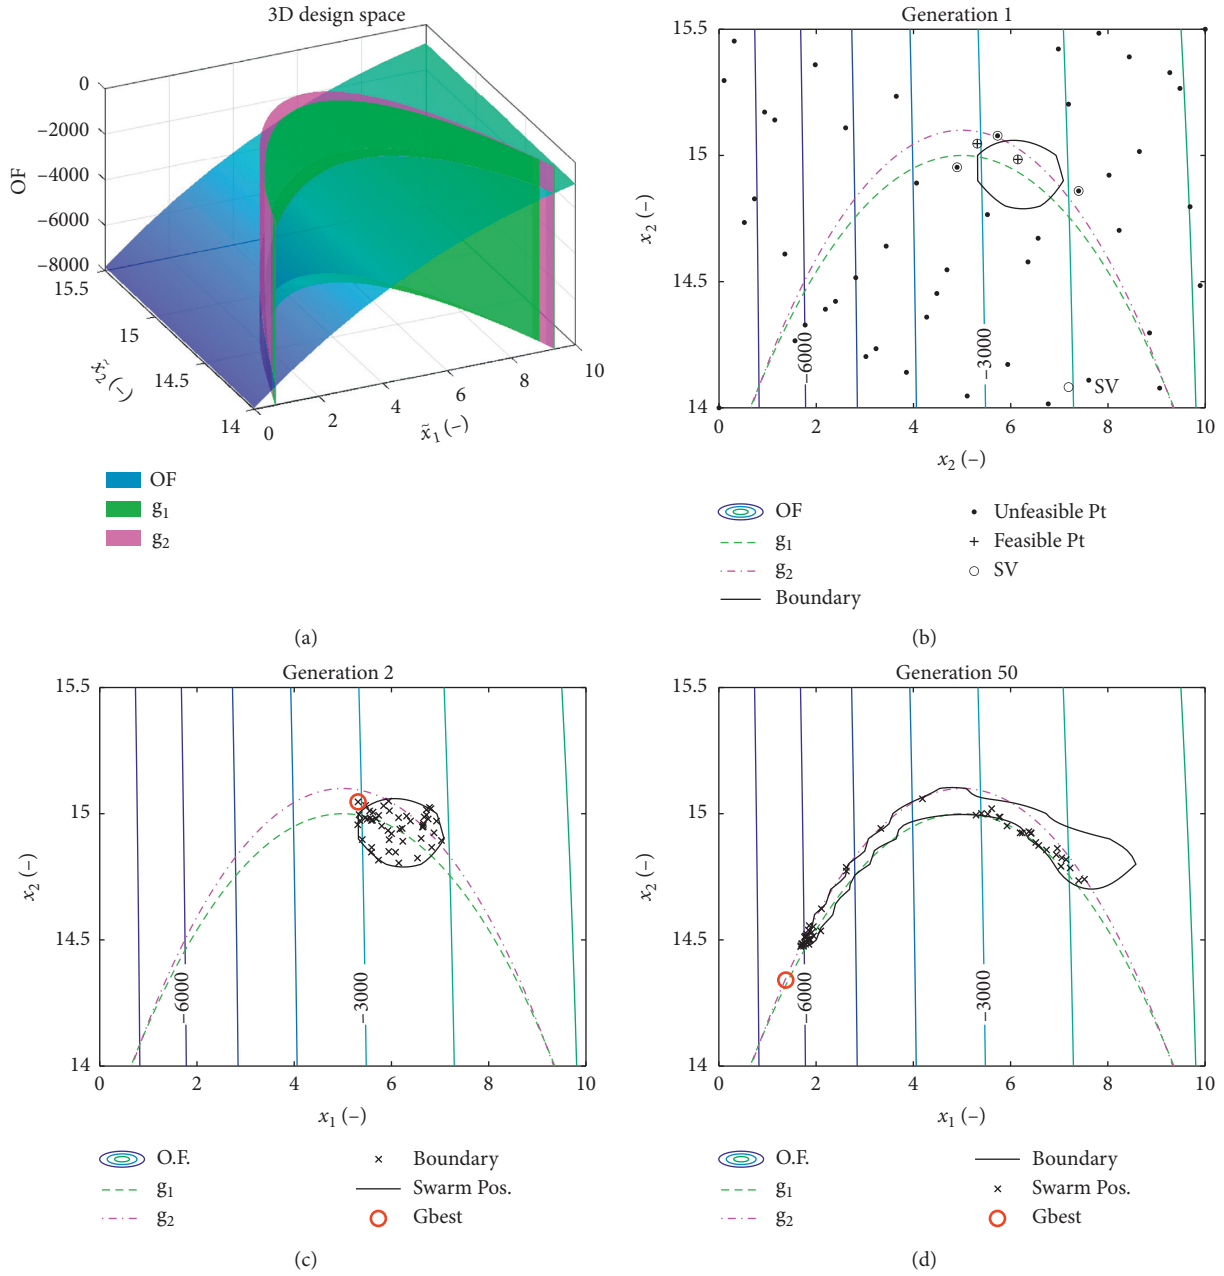 3D design space
0
−2000
−4000
−6000
−8000
OF
15.5
15
14.5
14
x̃2 (−)
0
2
4
6
8
10
x̃1 (−)
OF
g1
g2
(a)
Generation 1
15.5
15
14.5
14
x2 (−)
−6000
−3000
SV
0
2
4
6
8
10
x2 (−)
OF
g1
g2
Boundary
Unfeasible Pt
Feasible Pt
SV
(b)
Generation 2
15.5
15
14.5
14
x2 (−)
−6000
−3000
0
2
4
6
8
10
x1 (−)
O.F.
g1
g2
Boundary
Swarm Pos.
Gbest
(c)
Generation 50
15.5
15
14.5
14
x2 (−)
−6000
−3000
0
2
4
6
8
10
x1 (−)
O.F.
g1
g2
Boundary
Swarm Pos.
Gbest
(d)